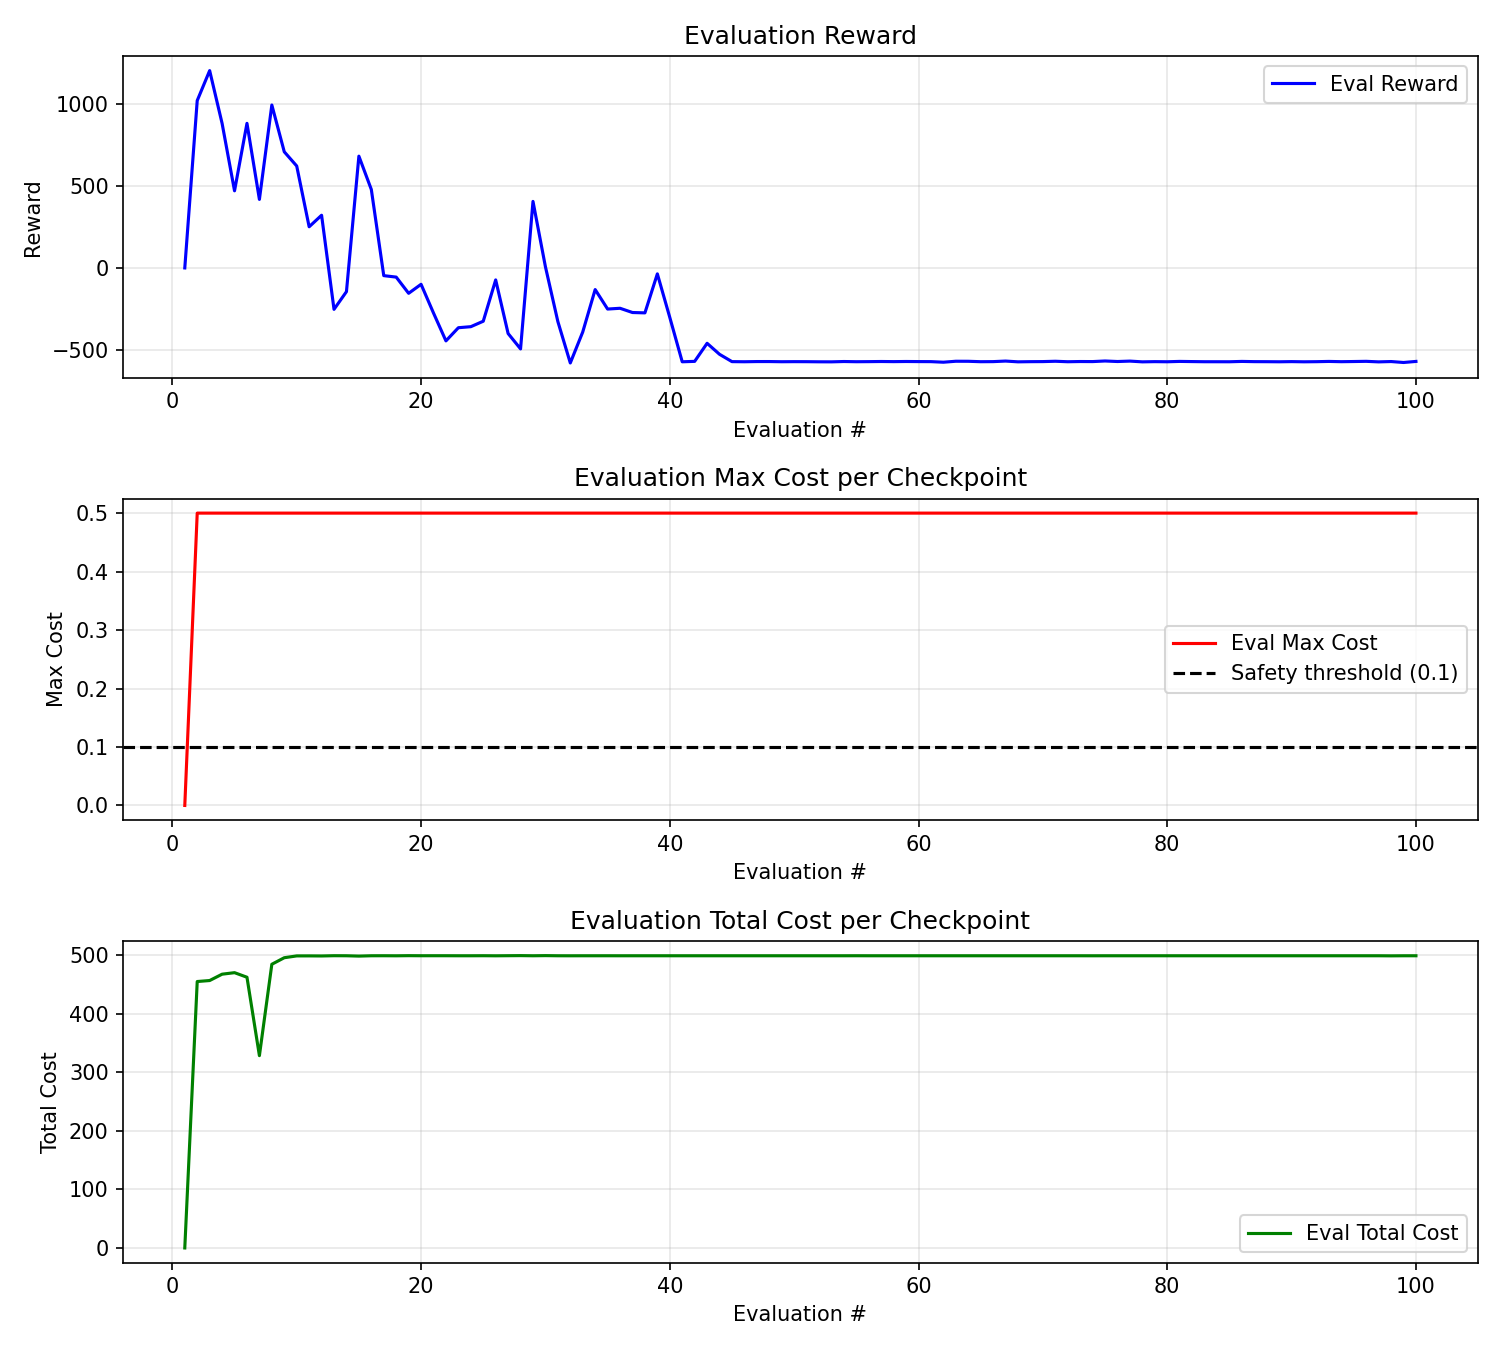 Evaluation Reward
1000
500
0
−500
Reward
Eval Reward
0 20 40 60 80 100
Evaluation #
Evaluation Max Cost per Checkpoint
0.5
0.4
0.3
0.2
0.1
0.0
Max Cost
Eval Max Cost
Safety threshold (0.1)
0 20 40 60 80 100
Evaluation #
Evaluation Total Cost per Checkpoint
500
400
300
200
100
0
Total Cost
Eval Total Cost
0 20 40 60 80 100
Evaluation #